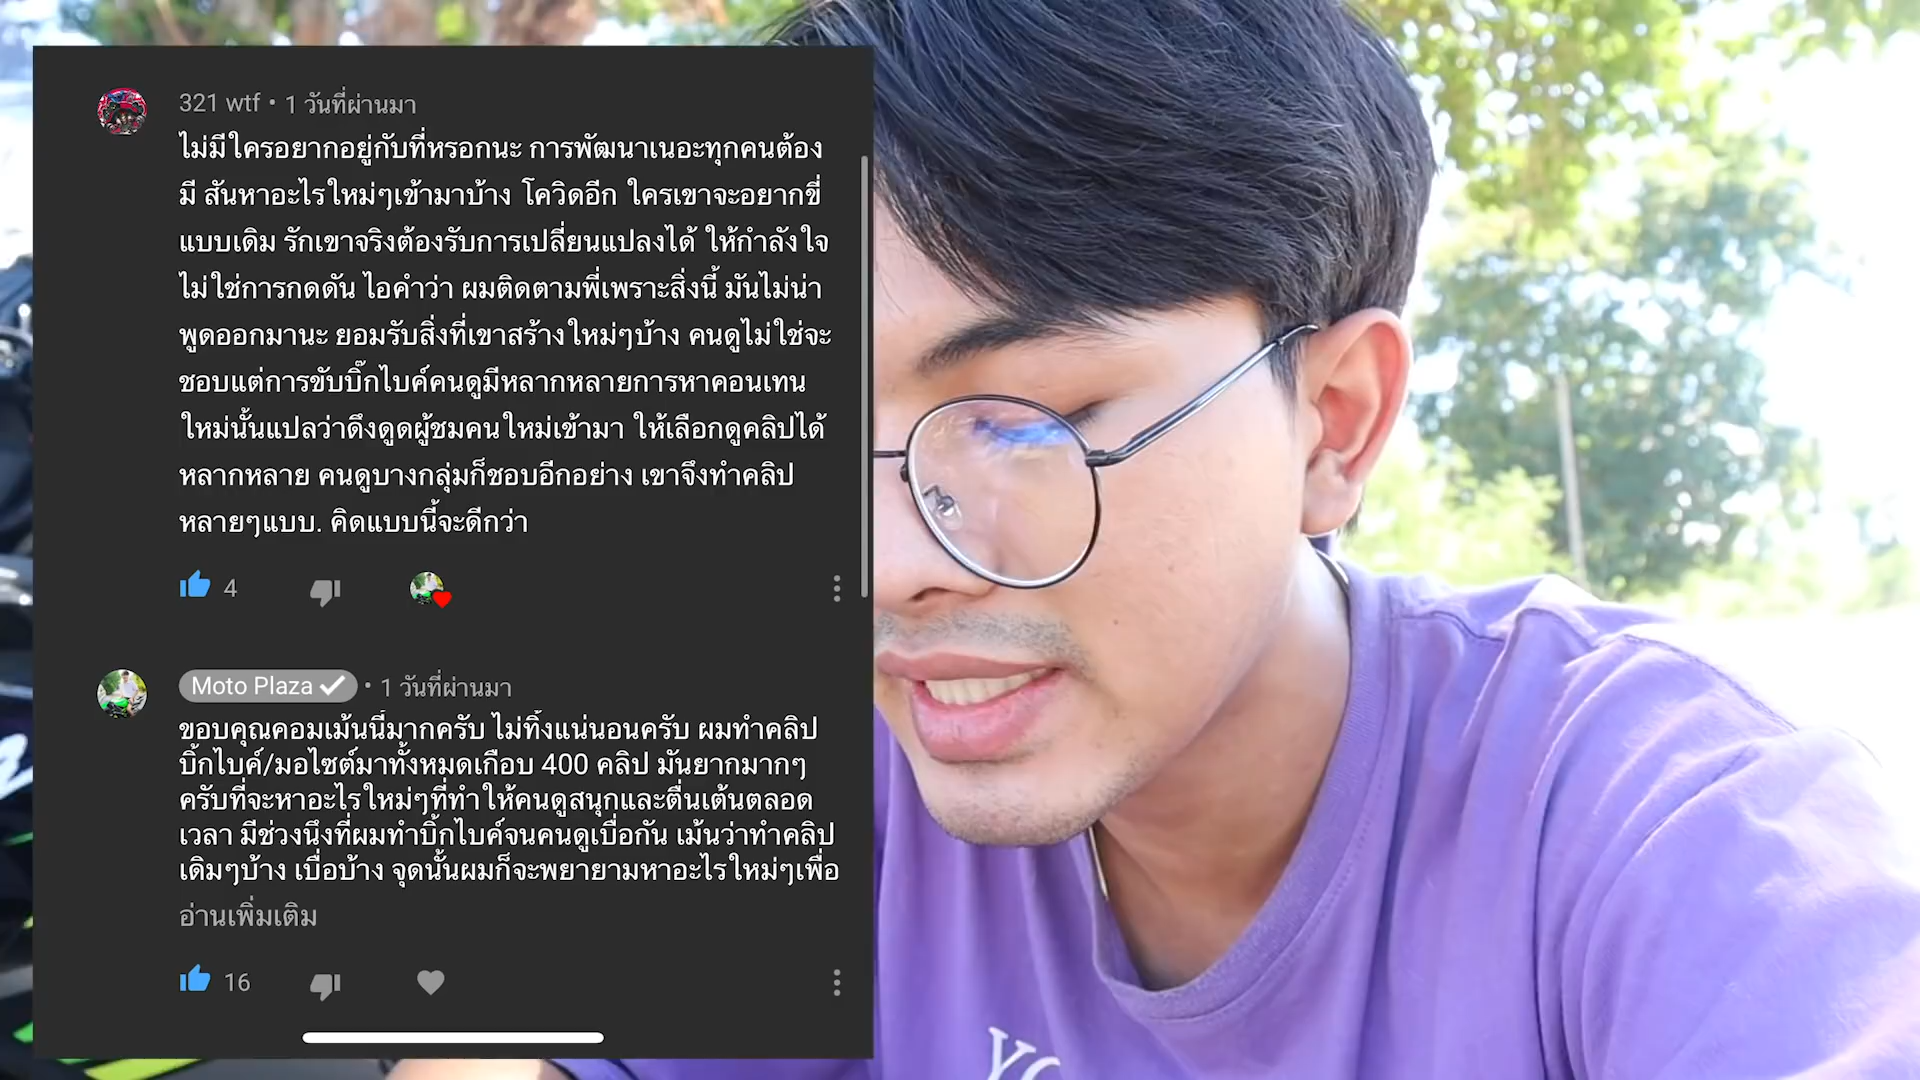 321 wtf • 1 วันที่ผ่านมา
ไม่มีใครอยากอยู่กับที่หรอกนะ การพัฒนาเนอะทุกคนต้อง
มี สันหาอะไรใหม่ๆเข้ามาบ้าง โควิดอีก ใครเขาจะอยากขี่
แบบเดิม รักเขาจริงต้องรับการเปลี่ยนแปลงได้ ให้กำลังใจ
ไม่ใช่การกดดัน ไอคำว่า ผมติดตามพี่เพราะสิ่งนี้ มันไม่น่า
พูดออกมานะ ยอมรับสิ่งที่เขาสร้างใหม่ๆบ้าง คนดูไม่ใช่จะ
ชอบแต่การขับบิ๊กไบค์คนดูมีหลากหลายการหาคอนเทน
ใหม่นั้นแปลว่าดึงดูดผู้ชมคนใหม่เข้ามา ให้เลือกดูคลิปได้
หลากหลาย คนดูบางกลุ่มก็ชอบอีกอย่าง เขาจึงทำคลิป
หลายๆแบบ. คิดแบบนี้จะดีกว่า
4
Moto Plaza • 1 วันที่ผ่านมา
ขอบคุณคอมเม้นนี้มากครับ ไม่ทิ้งแน่นอนครับ ผมทำคลิป
บิ้กไบค์/มอไซต์มาทั้งหมดเกือบ 400 คลิป มันยากมากๆ
ครับที่จะหาอะไรใหม่ๆที่ทำให้คนดูสนุกและตื่นเต้นตลอด
เวลา มีช่วงนึงที่ผมทำบิ้กไบค์จนคนดูเบื่อกัน เม้นว่าทำคลิป
เดิมๆบ้าง เบื่อบ้าง จุดนั้นผมก็จะพยายามหาอะไรใหม่ๆเพื่อ
อ่านเพิ่มเติม
16